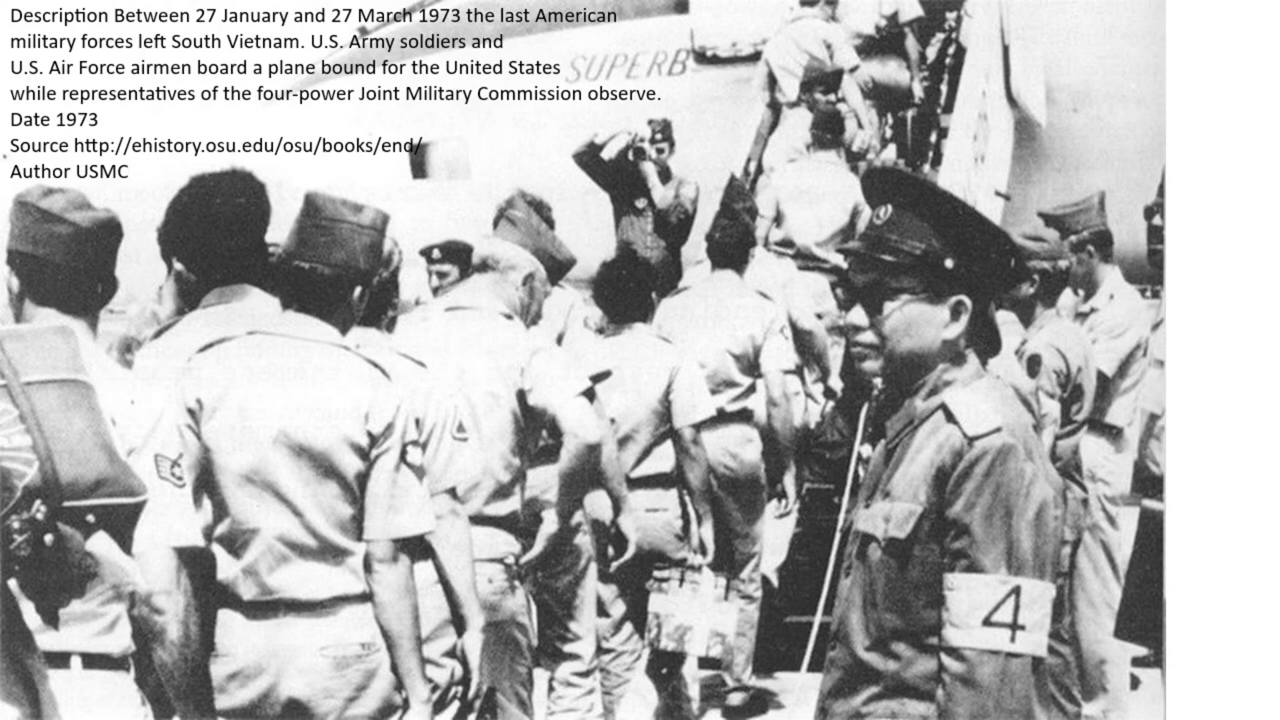 Description Between 27 January and 27 March 1973 the last American
military forces left South Vietnam. U.S. Army soldiers and
U.S. Air Force airmen board a plane bound for the United States
while representatives of the four-power Joint Military Commission observe.
Date 1973
Source http://ehistory.osu.edu/osu/books/end/
Author USMC
SUPERB
4